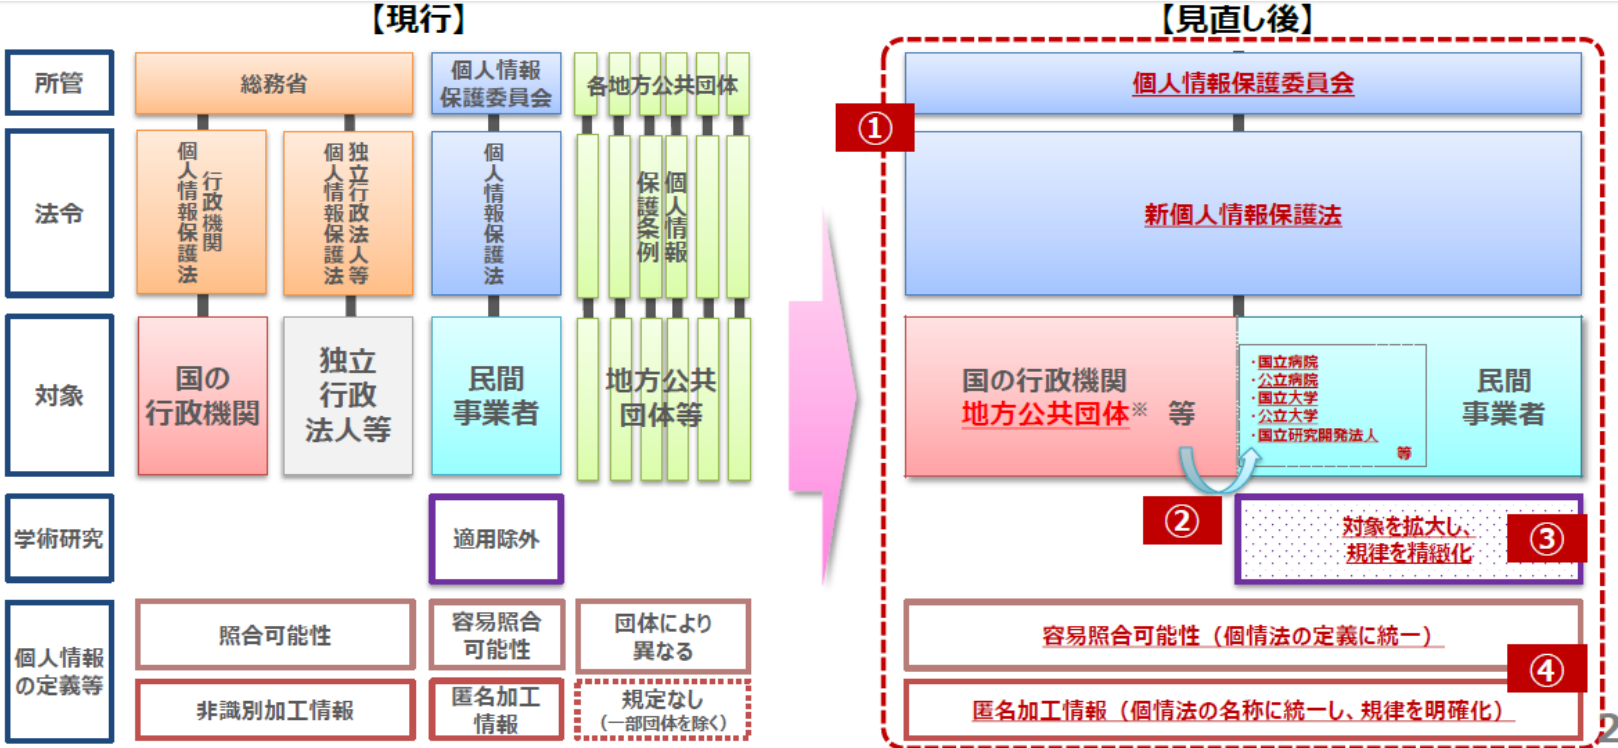 【現行】
【見直し後】
所管
総務省
個人情報
保護委員会
各地方公共団体
個人情報保護委員会
①
法令
行政機関
個人情報保護法
独立行政法人等
個人情報保護法
個人情報保護法
個人情報
保護条例
新個人情報保護法
対象
国の
行政機関
独立
行政
法人等
民間
事業者
地方公共
団体等
国の行政機関
地方公共団体※ 等
・国立病院
・公立病院
・国立大学
・公立大学
・国立研究開発法人
等
民間
事業者
②
学術研究
適用除外
対象を拡大し、
規律を精緻化
③
個人情報
の定義等
照合可能性
容易照合
可能性
団体により
異なる
容易照合可能性（個情法の定義に統一）
④
非識別加工情報
匿名加工
情報
規定なし
（一部団体を除く）
匿名加工情報（個情法の名称に統一し、規律を明確化）
2